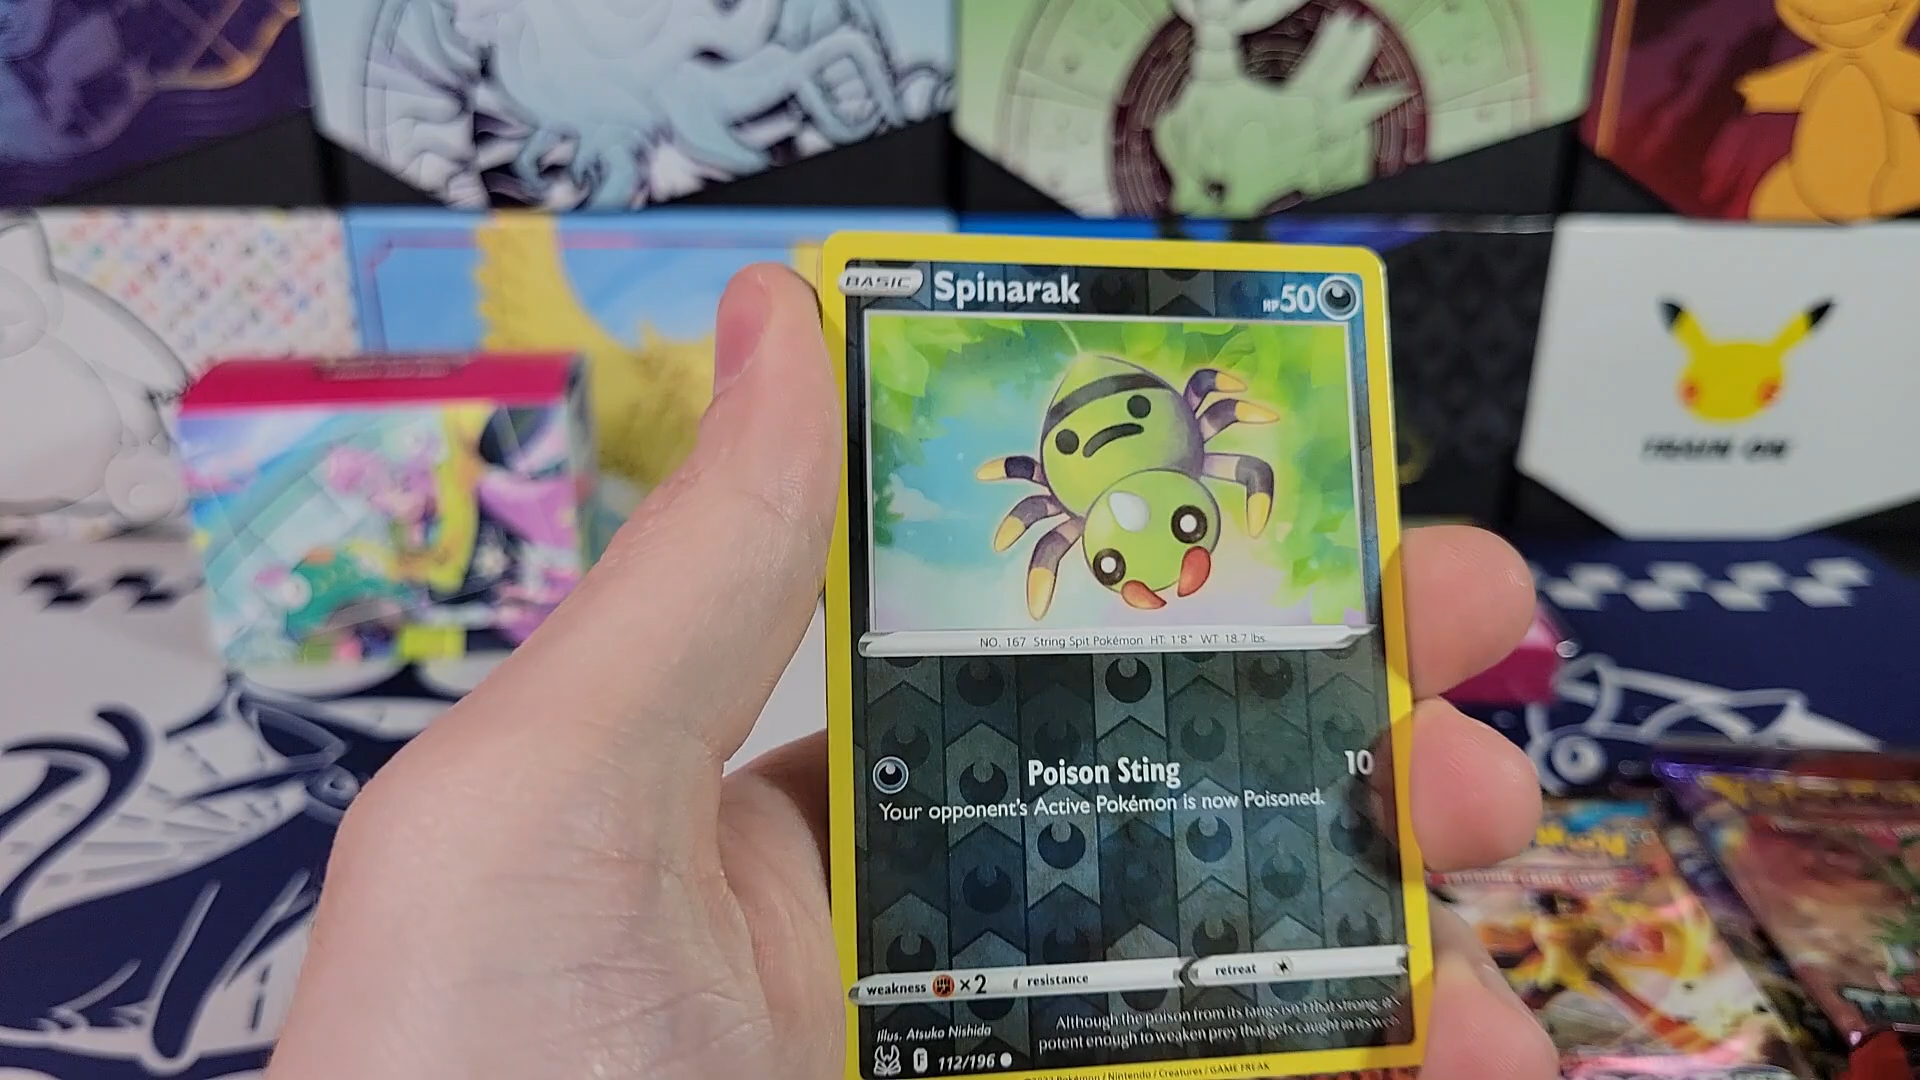 BASIC Spinarak HP 50
NO. 167 String Spit Pokémon HT: 1'8" WT: 18.7 lbs.
Poison Sting 10
Your opponent's Active Pokémon is now Poisoned.
weakness ×2 resistance retreat
Although the poison from its fangs isn't that strong, it's
potent enough to weaken prey that gets caught in its web.
Illus. Atsuko Nishida
F 112/196
Pokémon / Nintendo / Creatures / GAME FREAK